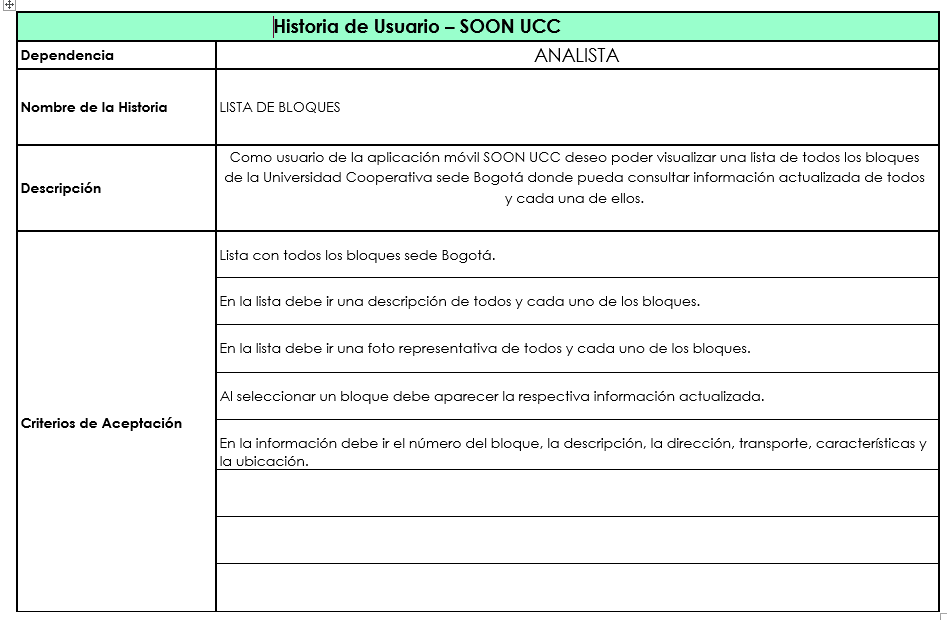 Historia de Usuario – SOON UCC
Dependencia
ANALISTA
Nombre de la Historia
LISTA DE BLOQUES
Descripción
Como usuario de la aplicación móvil SOON UCC deseo poder visualizar una lista de todos los bloques
de la Universidad Cooperativa sede Bogotá donde pueda consultar información actualizada de todos
y cada una de ellos.
Criterios de Aceptación
Lista con todos los bloques sede Bogotá.
En la lista debe ir una descripción de todos y cada uno de los bloques.
En la lista debe ir una foto representativa de todos y cada uno de los bloques.
Al seleccionar un bloque debe aparecer la respectiva información actualizada.
En la información debe ir el número del bloque, la descripción, la dirección, transporte, características y
la ubicación.